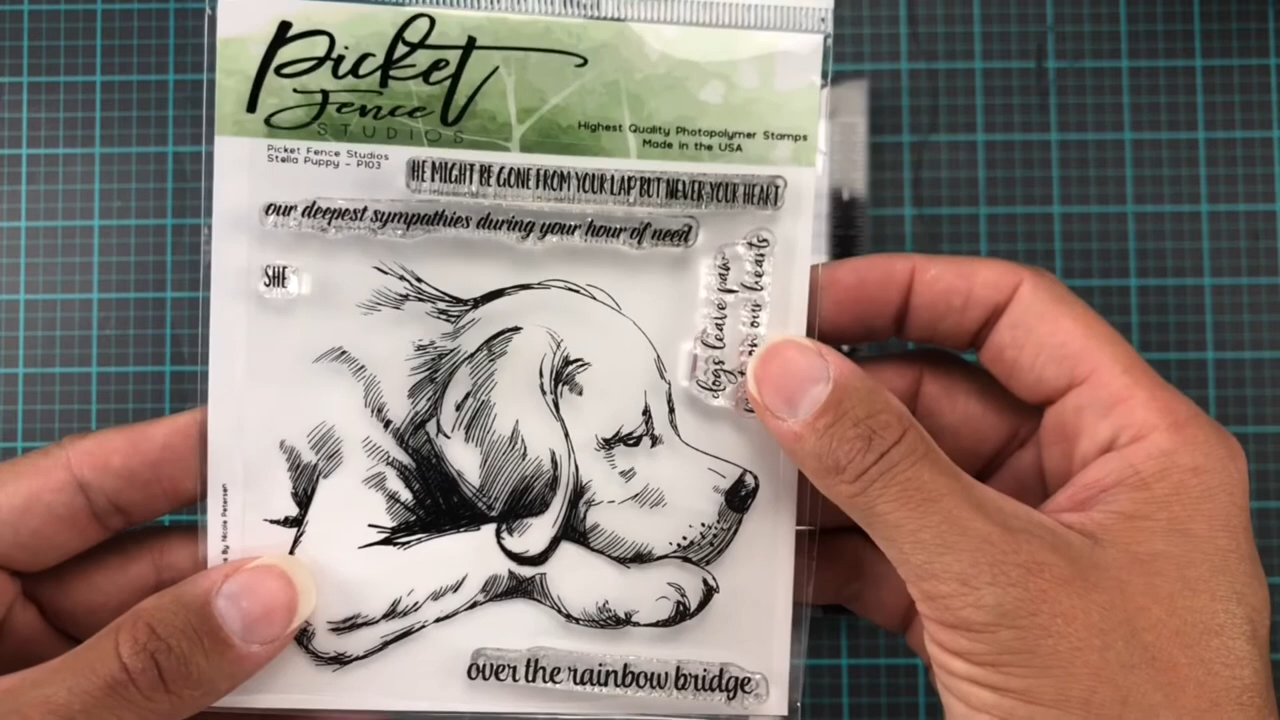 Picket
Fence
STUDIOS
Highest Quality Photopolymer Stamps
Made in the USA
Picket Fence Studios
Stella Puppy - P103
HE MIGHT BE GONE FROM YOUR LAP BUT NEVER YOUR HEART
our deepest sympathies during your hour of need
SHE
dogs leave paw
on our hearts
By Nicole Petersen
over the rainbow bridge